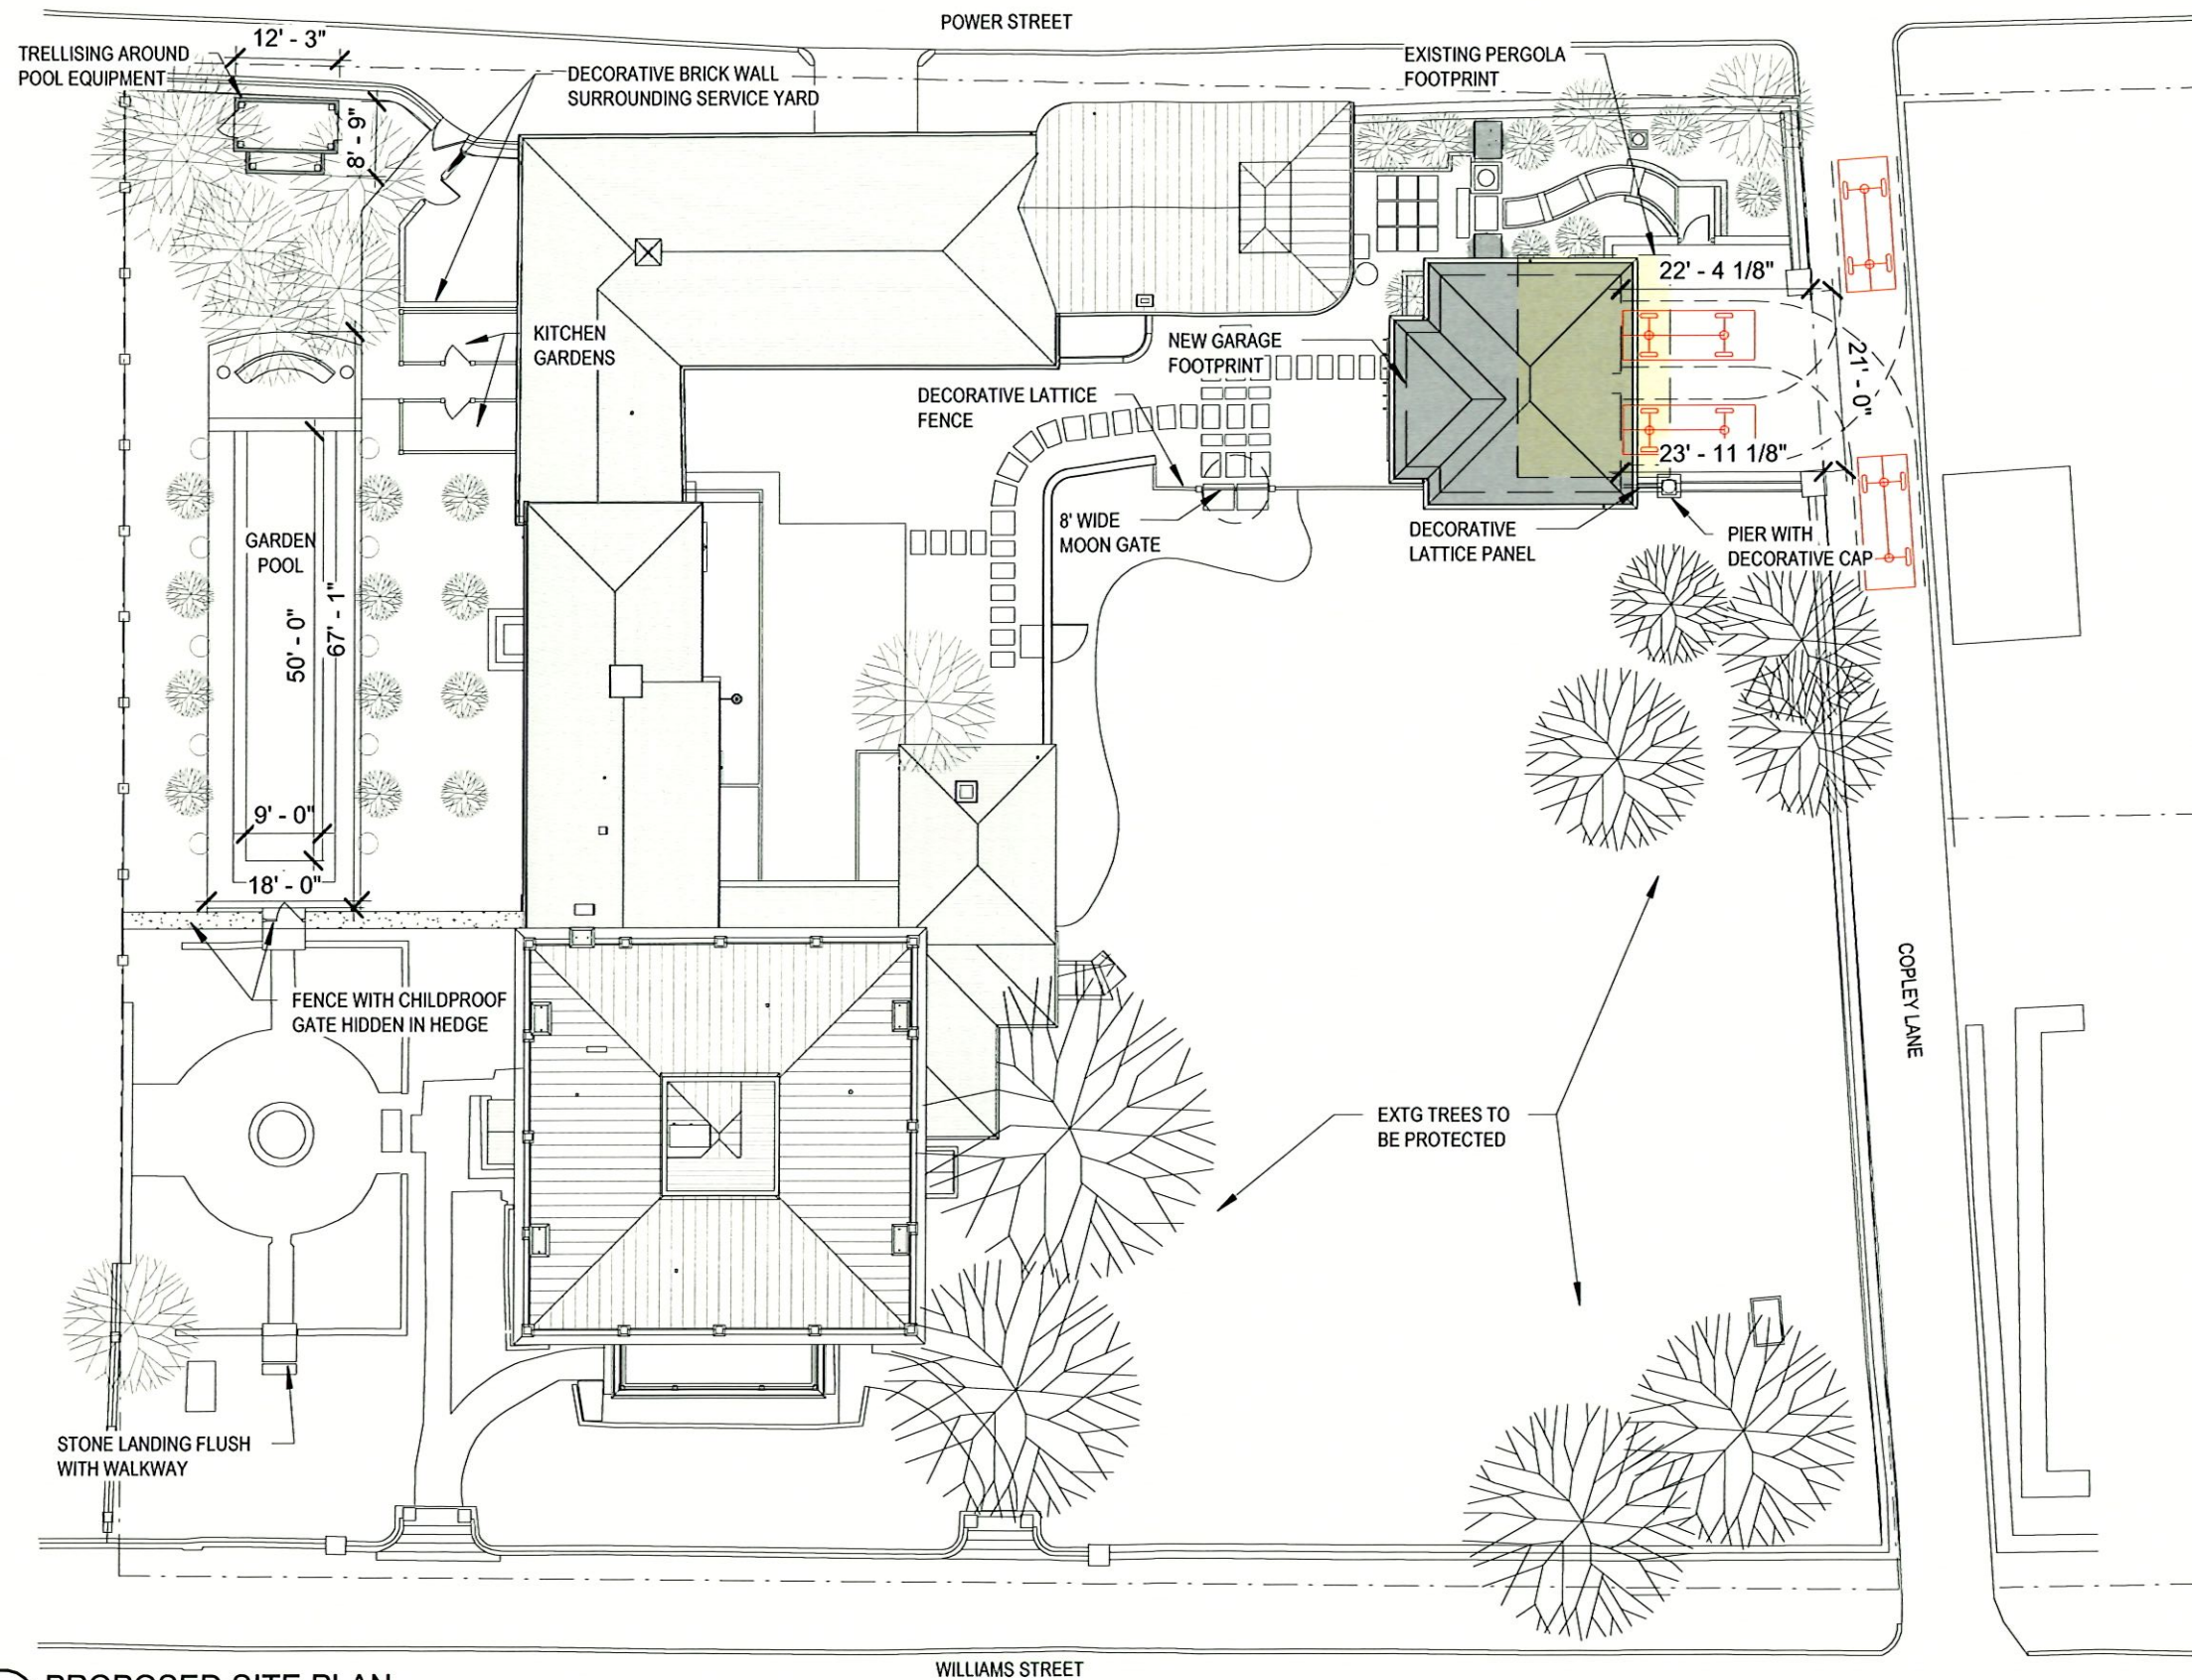 POWER STREET
12' - 3"
TRELLISING AROUND
POOL EQUIPMENT
8' - 9"
DECORATIVE BRICK WALL
SURROUNDING SERVICE YARD
EXISTING PERGOLA
FOOTPRINT
22' - 4 1/8"
21' - 0"
23' - 11 1/8"
KITCHEN
GARDENS
NEW GARAGE
FOOTPRINT
DECORATIVE LATTICE
FENCE
8' WIDE
MOON GATE
DECORATIVE
LATTICE PANEL
PIER WITH
DECORATIVE CAP
GARDEN
POOL
50' - 0"
67' - 1"
9' - 0"
18' - 0"
FENCE WITH CHILDPROOF
GATE HIDDEN IN HEDGE
COPLEY LANE
EXTG TREES TO
BE PROTECTED
STONE LANDING FLUSH
WITH WALKWAY
WILLIAMS STREET
PROPOSED SITE PLAN